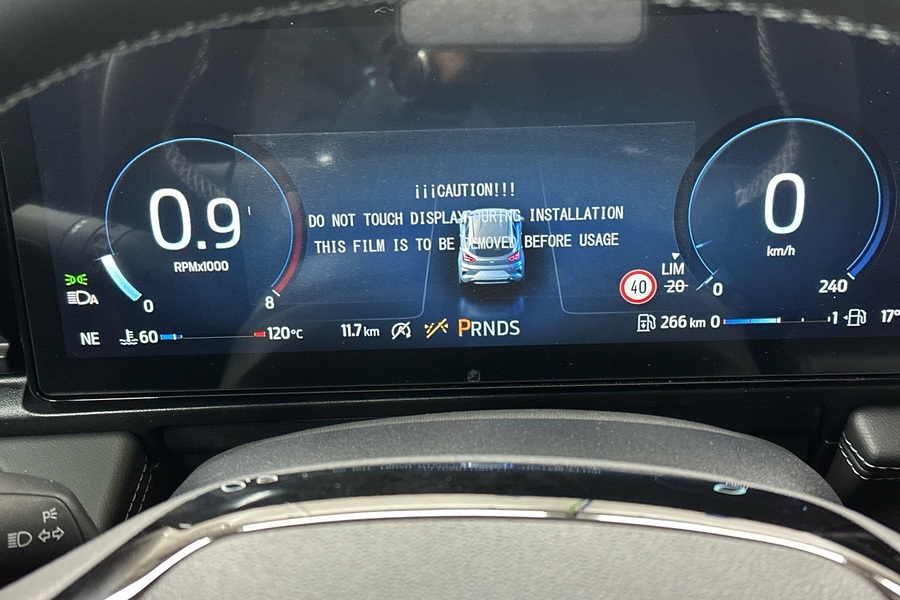 ¡¡¡CAUTION!!!
DO NOT TOUCH DISPLAY DURING INSTALLATION
THIS FILM IS TO BE REMOVED BEFORE USAGE
0.9
RPMx1000
0
8
0
km/h
0
240
40
LIM
20
A
NE
60
120°C
11.7 km
PRNDS
266 km
0
1
17°